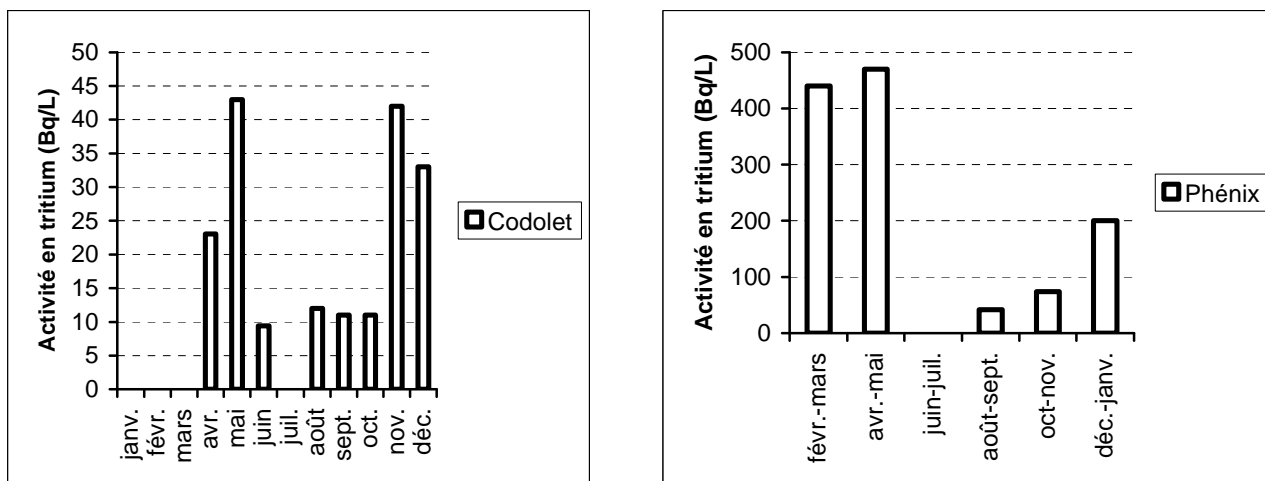 Activité en tritium (Bq/L)
50
45
40
35
30
25
20
15
10
5
0
janv.
févr.
mars
avr.
mai
juin
juil.
août
sept.
oct.
nov.
déc.
Codolet
Activité en tritium (Bq/L)
500
400
300
200
100
0
févr.-mars
avr.-mai
juin-juil.
août-sept.
oct-nov.
déc.-janv.
Phénix